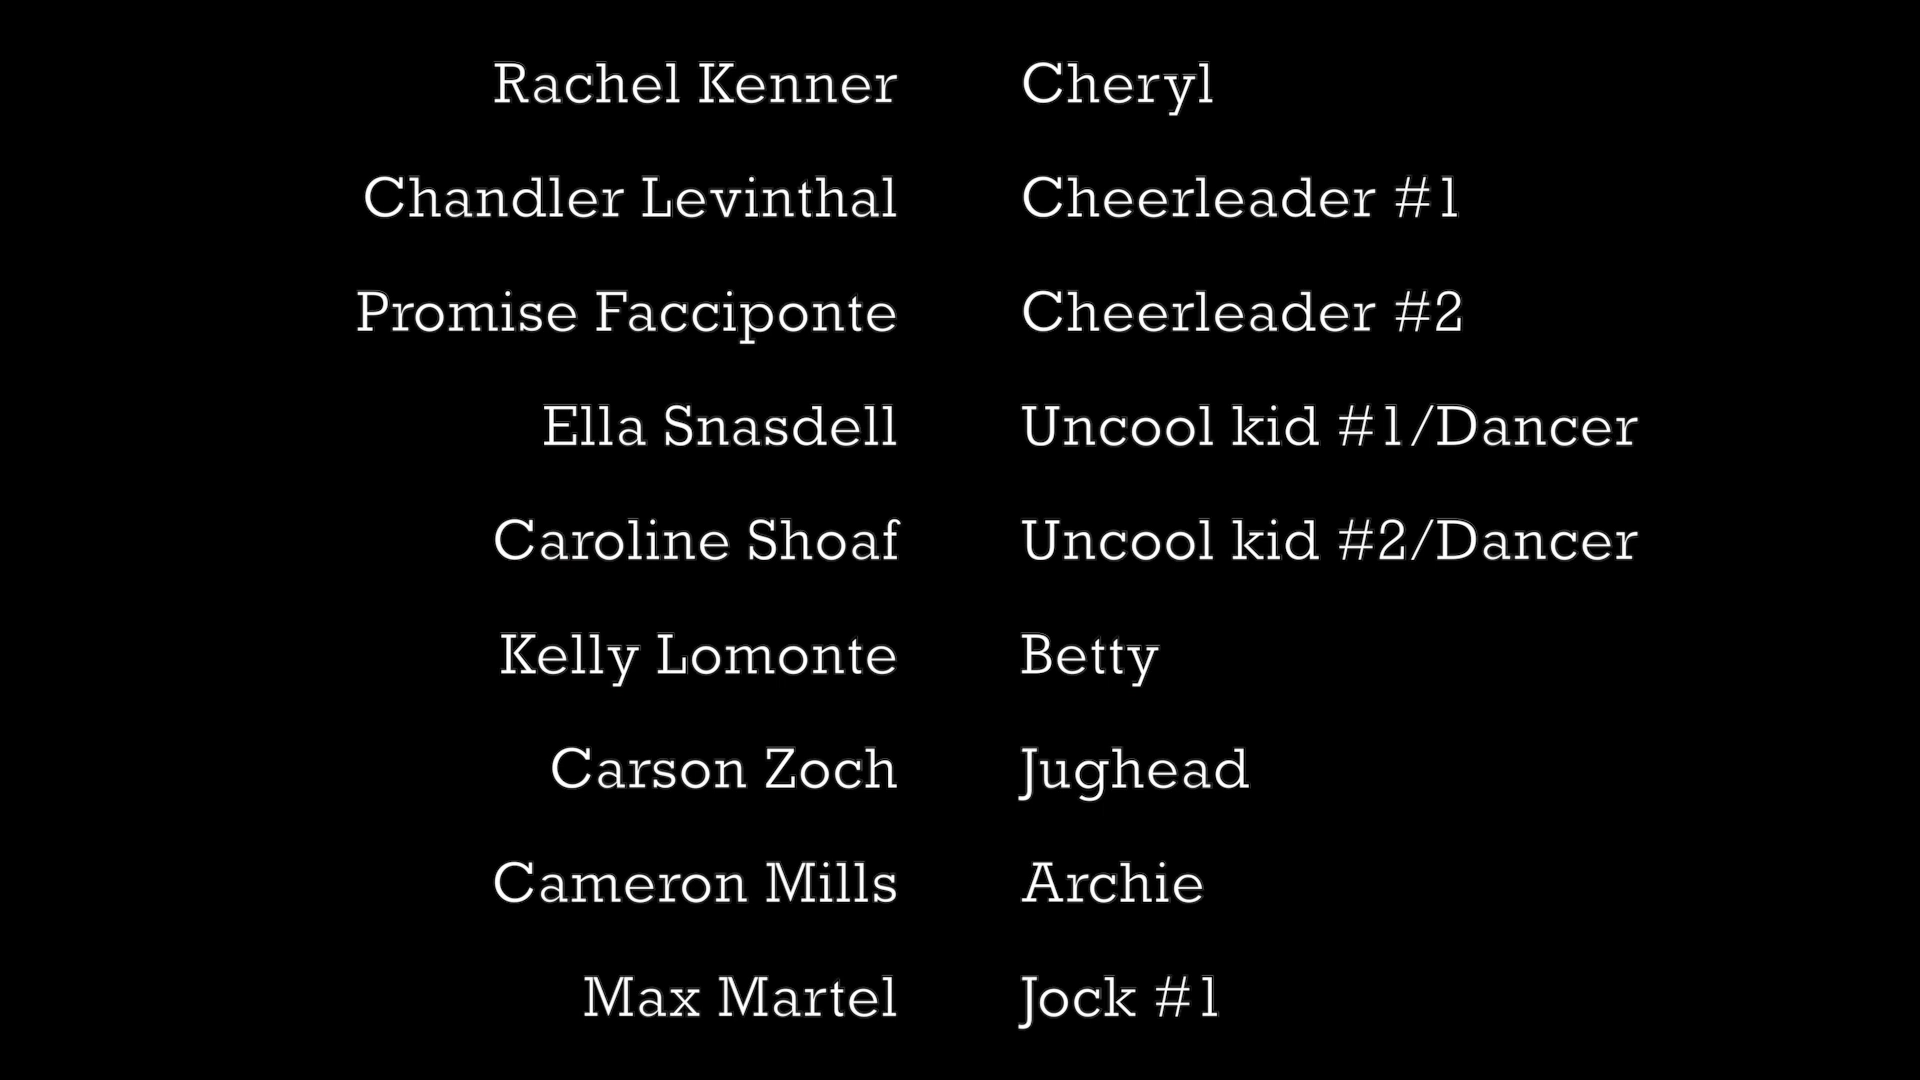 Rachel Kenner Cheryl
Chandler Levinthal Cheerleader #1
Promise Facciponte Cheerleader #2
Ella Snasdell Uncool kid #1/Dancer
Caroline Shoaf Uncool kid #2/Dancer
Kelly Lomonte Betty
Carson Zoch Jughead
Cameron Mills Archie
Max Martel Jock #1